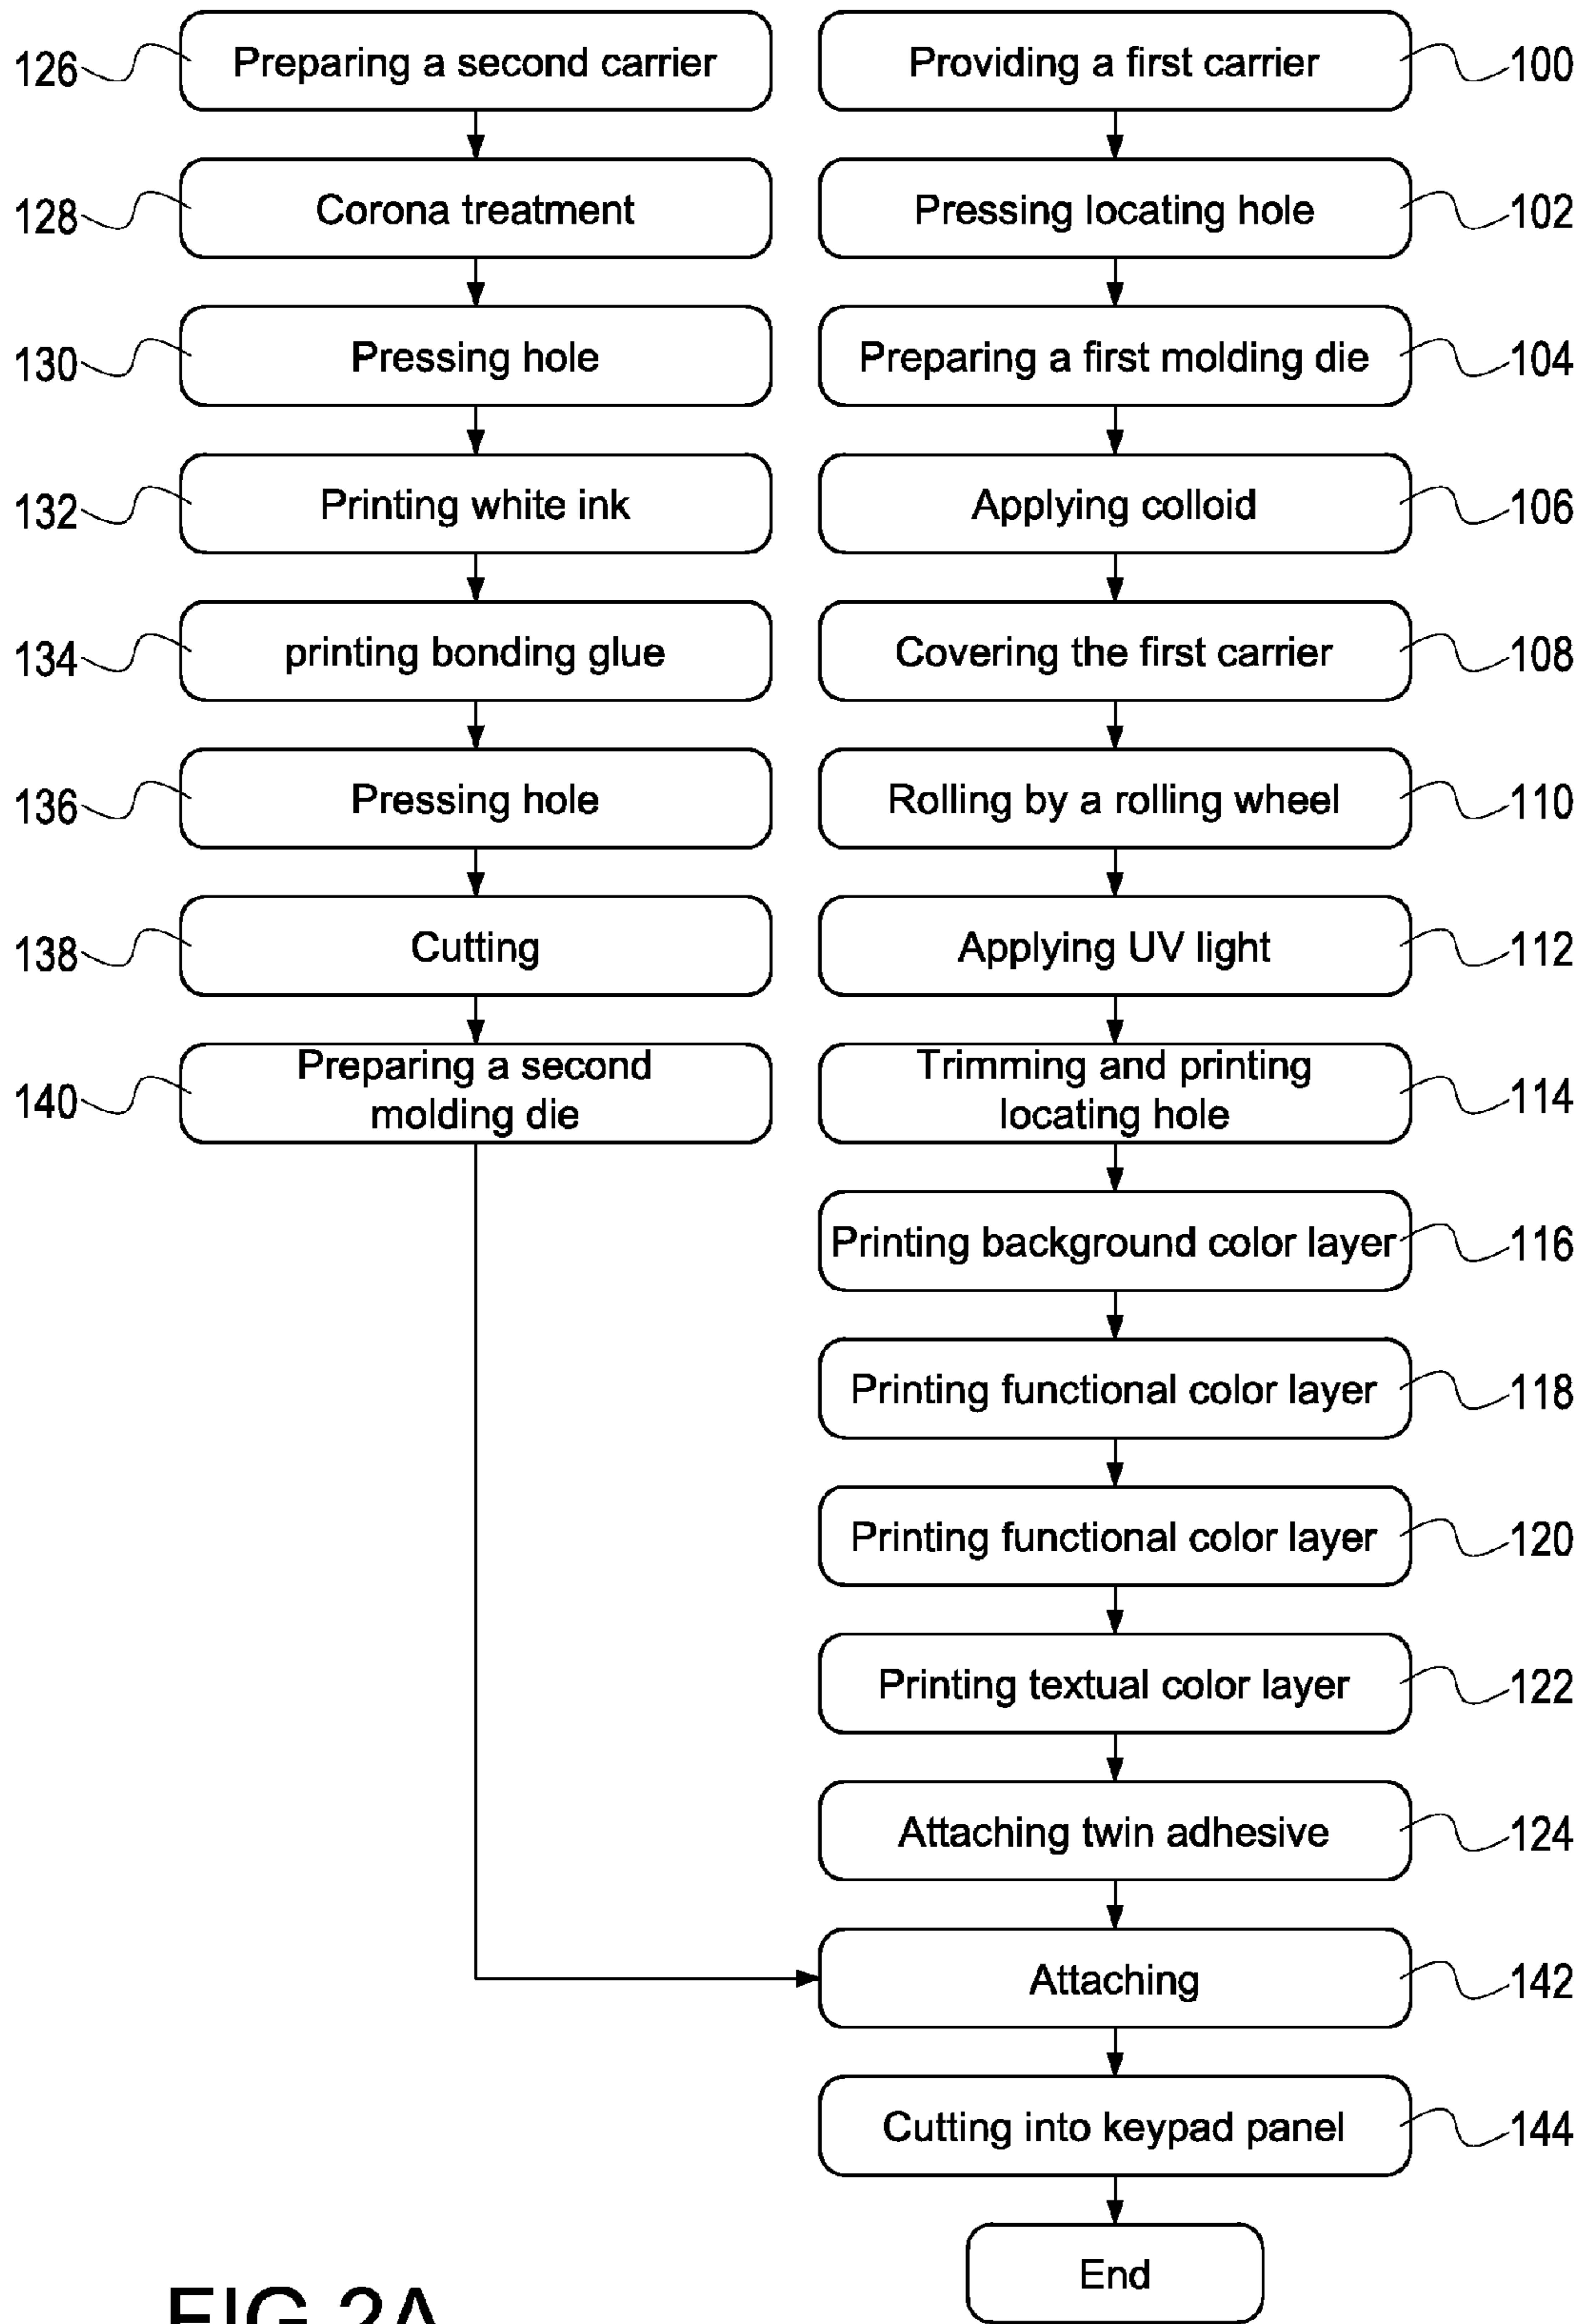 126
Preparing a second carrier
128
Corona treatment
130
Pressing hole
132
Printing white ink
134
printing bonding glue
136
Pressing hole
138
Cutting
140
Preparing a second
molding die
Providing a first carrier
100
Pressing locating hole
102
Preparing a first molding die
104
Applying colloid
106
Covering the first carrier
108
Rolling by a rolling wheel
110
Applying UV light
112
Trimming and printing
locating hole
114
Printing background color layer
116
Printing functional color layer
118
Printing functional color layer
120
Printing textual color layer
122
Attaching twin adhesive
124
Attaching
142
Cutting into keypad panel
144
End
FIG.2A